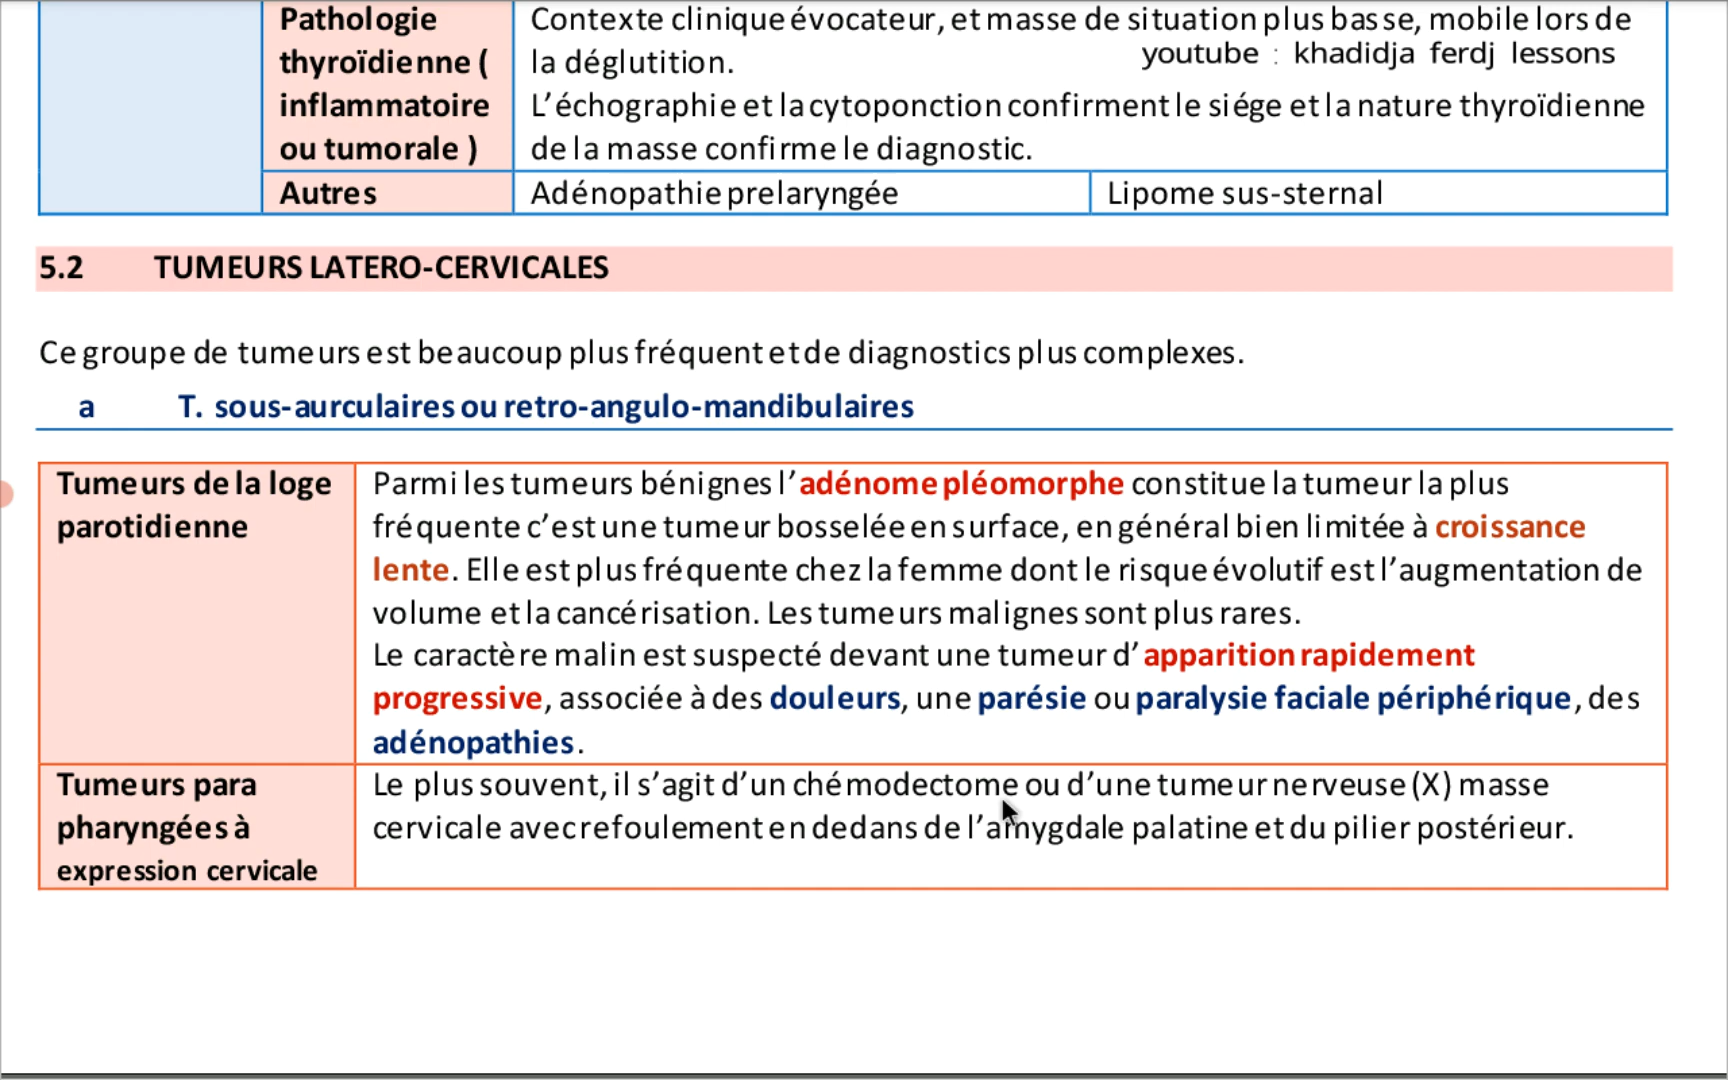 Pathologie
thyroïdienne (
inflammatoire
ou tumorale )
Contexte clinique évocateur, et masse de situation plus basse, mobile lors de
la déglutition.
youtube : khadidja ferdj lessons
L’échographie et la cytoponction confirment le siége et la nature thyroïdienne
de la masse confirme le diagnostic.
Autres
Adénopathie prelaryngée
Lipome sus-sternal
5.2 TUMEURS LATERO-CERVICALES
Ce groupe de tumeurs est beaucoup plus fréquent et de diagnostics plus complexes.
a T. sous-aurculaires ou retro-angulo-mandibulaires
Tumeurs de la loge
parotidienne
Parmi les tumeurs bénignes l’adénome pléomorphe constitue la tumeur la plus
fréquente c’est une tumeur bosselée en surface, en général bien limitée à croissance
lente. Elle est plus fréquente chez la femme dont le risque évolutif est l’augmentation de
volume et la cancérisation. Les tumeurs malignes sont plus rares.
Le caractère malin est suspecté devant une tumeur d’apparition rapidement
progressive, associée à des douleurs, une parésie ou paralysie faciale périphérique, des
adénopathies.
Tumeurs para
pharyngées à
expression cervicale
Le plus souvent, il s’agit d’un chémodectome ou d’une tumeur nerveuse (X) masse
cervicale avec refoulement en dedans de l’amygdale palatine et du pilier postérieur.